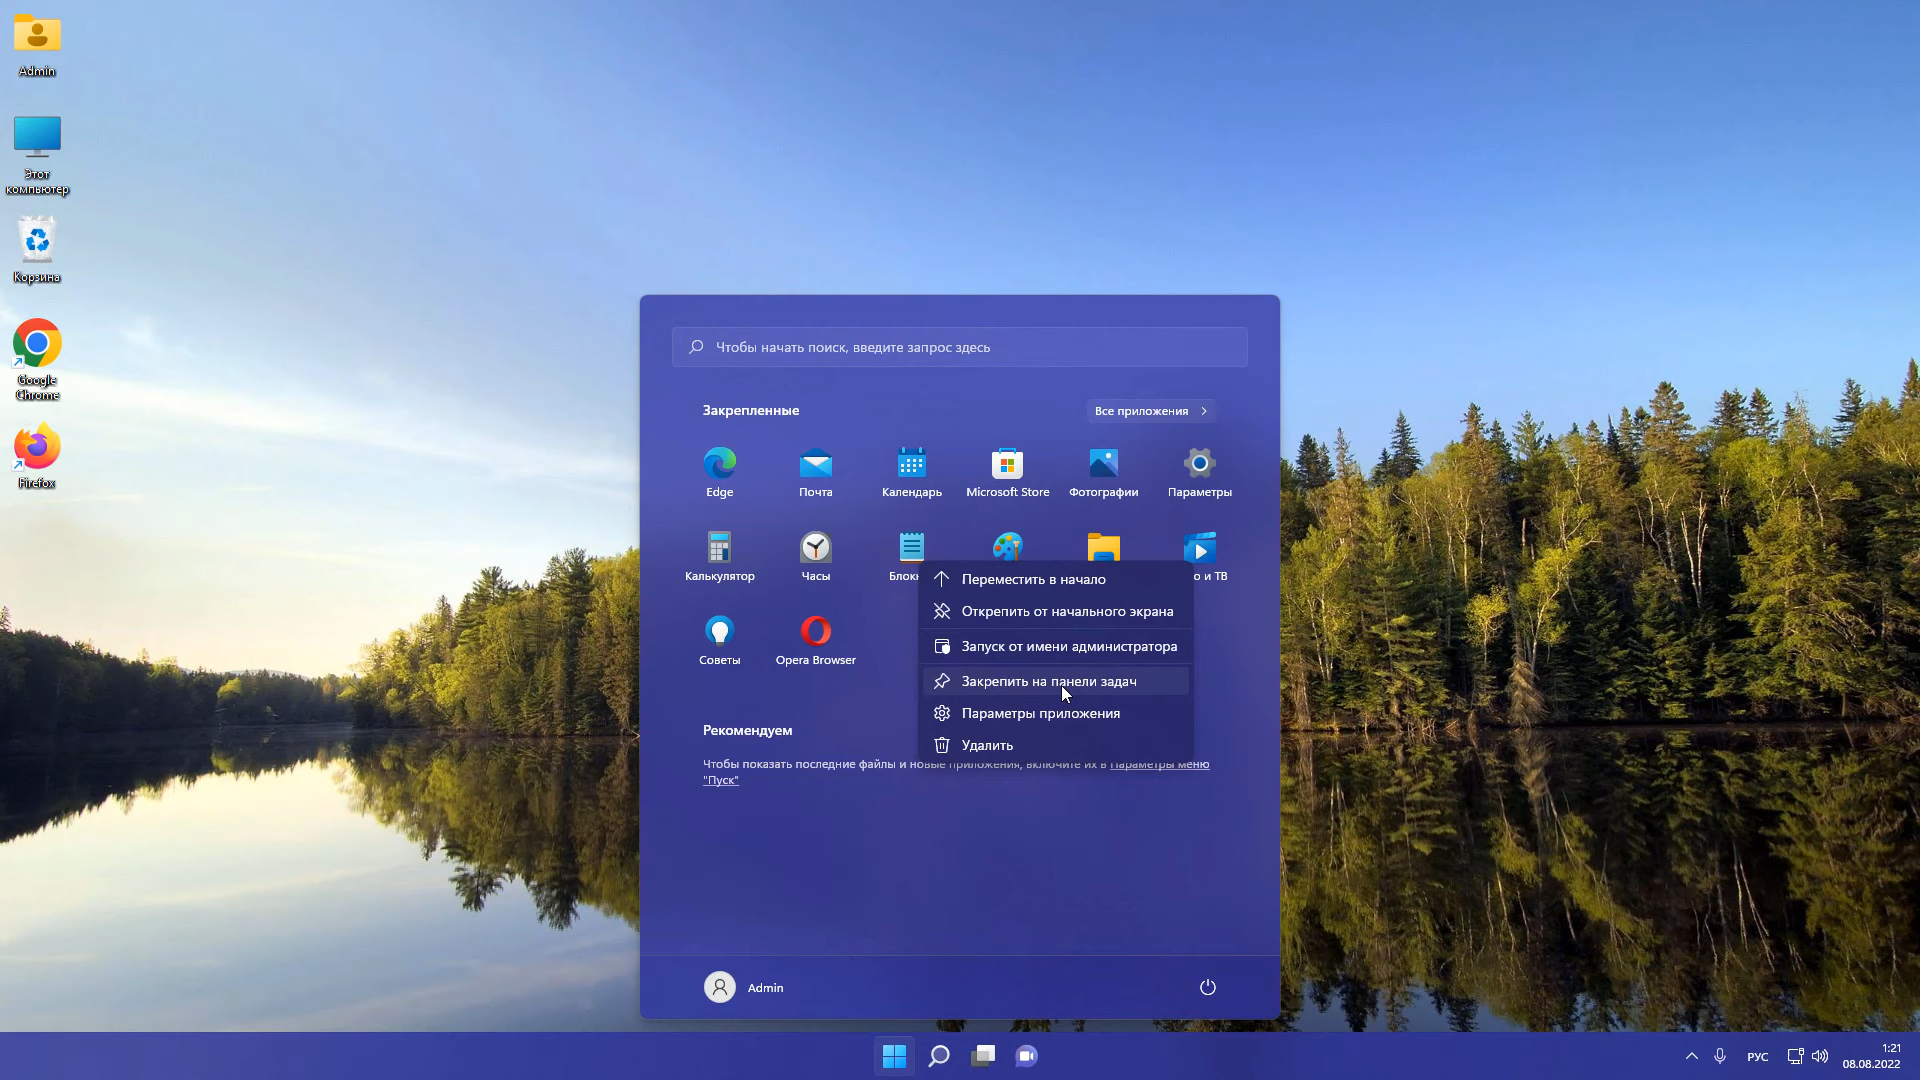 Admin
Этот
компьютер
Корзина
Google
Chrome
Firefox
Чтобы начать поиск, введите запрос здесь
Закрепленные
Все приложения
Edge
Почта
Календарь
Microsoft Store
Фотографии
Параметры
Калькулятор
Часы
и ТВ
Советы
Opera Browser
Переместить в начало
Открепить от начального экрана
Запуск от имени администратора
Закрепить на панели задач
Параметры приложения
Удалить
Рекомендуем
Чтобы показать последние файлы и новые приложения, включите их в Параметры меню
"Пуск"
Admin
РУС
1:21
08.08.2022